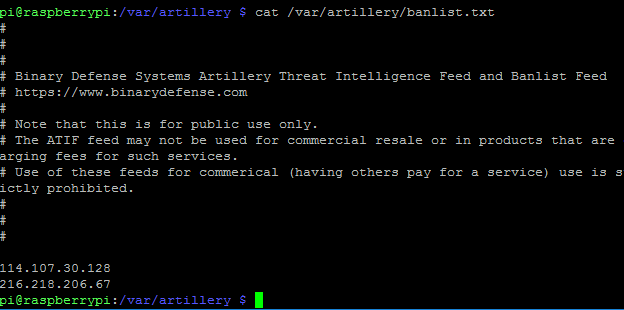 pi@raspberrypi:/var/artillery $ cat /var/artillery/banlist.txt
#
#
#
# Binary Defense Systems Artillery Threat Intelligence Feed and Banlist Feed
# https://www.binarydefense.com
#
# Note that this is for public use only.
# The ATIF feed may not be used for commercial resale or in products that are
arging fees for such services.
# Use of these feeds for commerical (having others pay for a service) use is s
ictly prohibited.
#
#
#
114.107.30.128
216.218.206.67
pi@raspberrypi:/var/artillery $